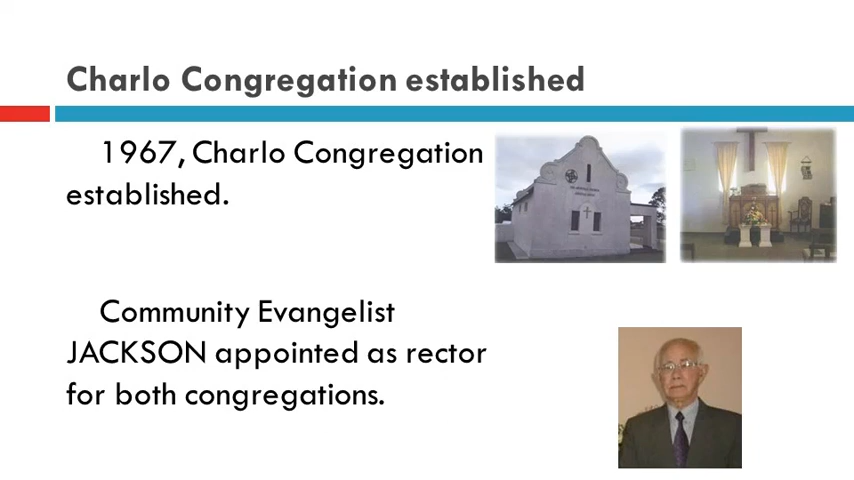 Charlo Congregation established
1967, Charlo Congregation
established.
Community Evangelist
JACKSON appointed as rector
for both congregations.